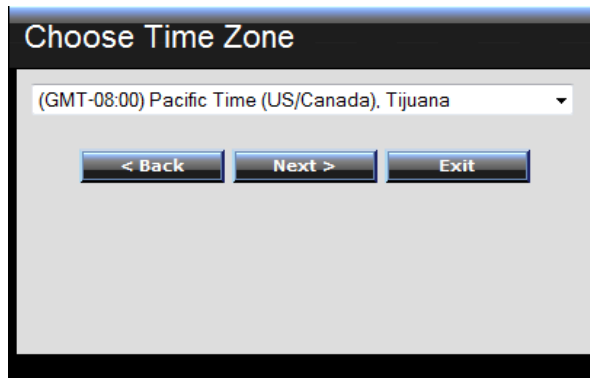 Choose Time Zone
(GMT-08:00) Pacific Time (US/Canada), Tijuana
< Back Next > Exit